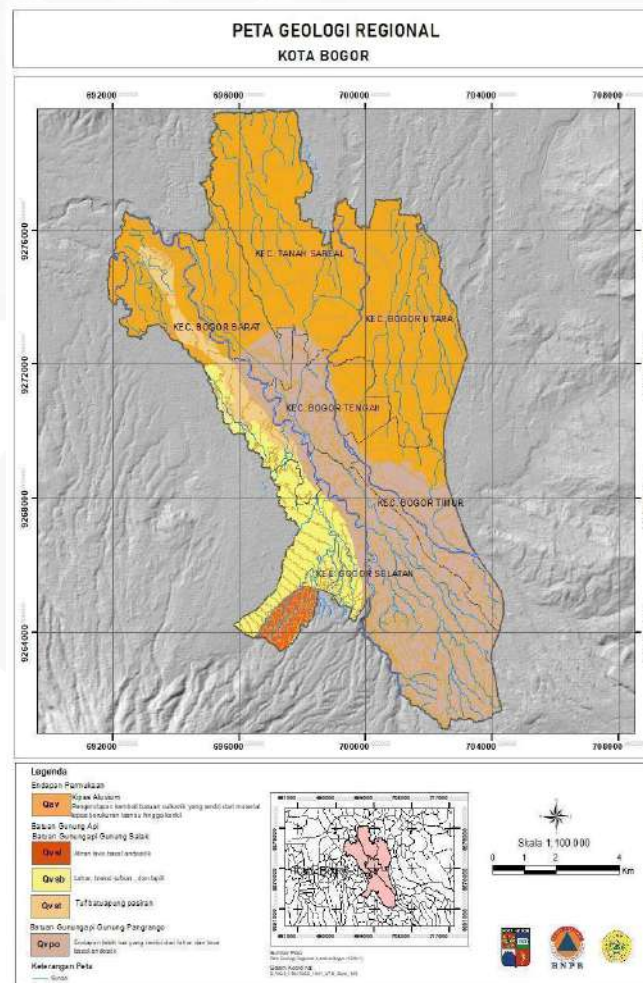 PETA GEOLOGI REGIONAL
KOTA BOGOR
692000 696000 700000 704000 708000
9276000
9272000
9268000
9264000
KEC. TANAH SAREAL
KEC. BOGOR UTARA
KEC. BOGOR BARAT
KEC. BOGOR TENGAH
KEC. BOGOR TIMUR
KEC. BOGOR SELATAN
692000 696000 700000 704000 708000
Legenda
Endapan Permukaan
Qav
Kipas Aluvium
Batuan Gunung Api
Batuan Gunungapi Gunung Salak
Qvsl
Aliran lava basal andesitik
Qvsb
Lahar, breksi tufaan, dan lapili
Qvst
Tuf batuapung pasiran
Batuan Gunungapi Gunung Pangrango
Qvpo
Keterangan Peta
Sungai
Skala 1:100.000
0 1 2 4
Km
BNPB